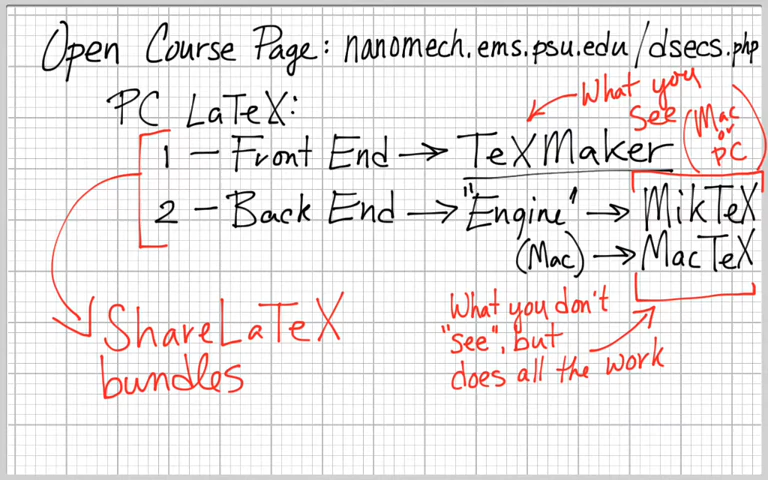 Open Course Page: nanomech.ems.psu.edu/dsecs.php
What you
see
(Mac
or
PC)
PC LaTeX:
1 – Front End → TeXMaker
2 – Back End → "Engine" → MikTeX
(Mac) → MacTeX
What you don't
"see", but
does all the work
ShareLaTeX
bundles